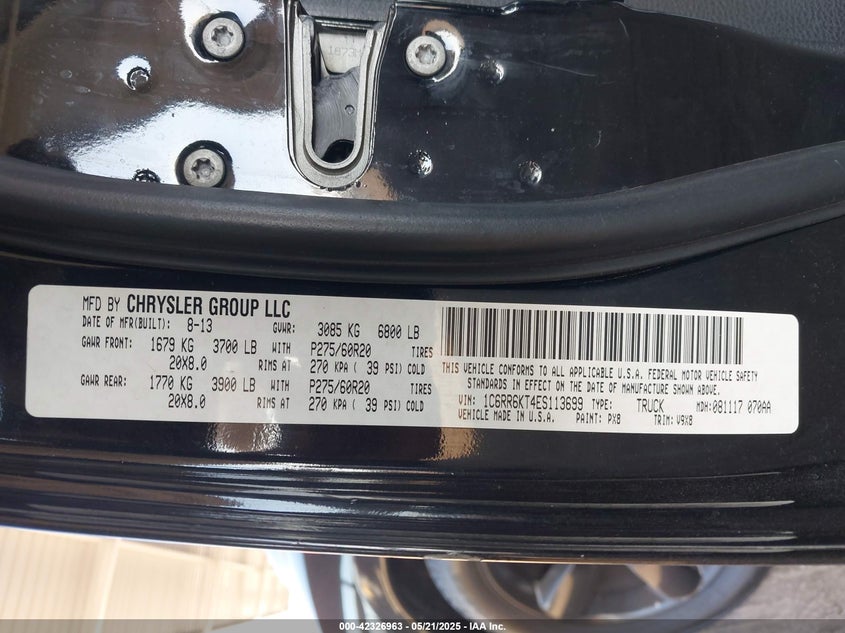 MFD BY CHRYSLER GROUP LLC
DATE OF MFR(BUILT): 8-13 GVWR: 3085 KG 6800 LB
GAWR FRONT: 1679 KG 3700 LB WITH P275/60R20 TIRES
20X8.0 RIMS AT 270 KPA ( 39 PSI) COLD
GAWR REAR: 1770 KG 3900 LB WITH P275/60R20 TIRES
20X8.0 RIMS AT 270 KPA ( 39 PSI) COLD
THIS VEHICLE CONFORMS TO ALL APPLICABLE U.S.A. FEDERAL MOTOR VEHICLE SAFETY
STANDARDS IN EFFECT ON THE DATE OF MANUFACTURE SHOWN ABOVE.
VIN: 1C6RR6KT4ES113699 TYPE: TRUCK MDH: 081117 070AA
VEHICLE MADE IN U.S.A. PAINT: PX8 TRIM: V9X8
000-42326963 — 05/21/2025 — IAA Inc.